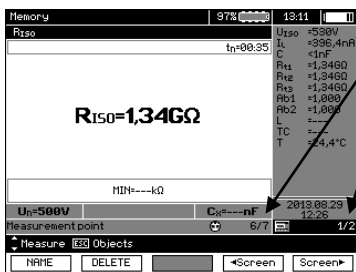 Memory 97% 13:11
RISO
tn=00:35
RISO=1,34GΩ
MIN=---kΩ
Un=500V Cx=---nF
UISO =530V
IL =396,4nA
C <1nF
Rt1 =1,34GΩ
Rt2 =1,34GΩ
Rt3 =1,34GΩ
Ab1 =1,000
Ab2 =1,000
L =---
TC =---
T =24,4°C
2013.08.29
12:26
Measurement point 6/7 1/2
Measure ESC Objects
NAME DELETE ◄Screen Screen►